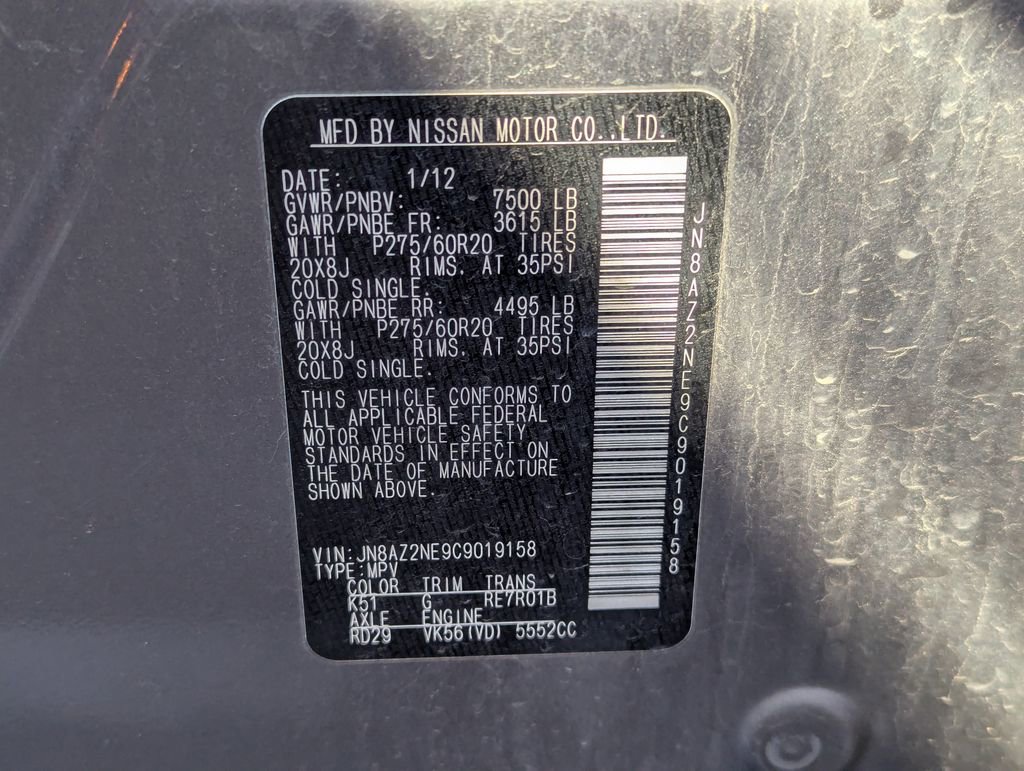 MFD BY NISSAN MOTOR CO.,LTD.
DATE: 1/12
GVWR/PNBV: 7500 LB
GAWR/PNBE FR: 3615 LB
WITH P275/60R20 TIRES
20X8J RIMS. AT 35PSI
COLD SINGLE.
GAWR/PNBE RR: 4495 LB
WITH P275/60R20 TIRES
20X8J RIMS. AT 35PSI
COLD SINGLE.
THIS VEHICLE CONFORMS TO
ALL APPLICABLE FEDERAL
MOTOR VEHICLE SAFETY
STANDARDS IN EFFECT ON
THE DATE OF MANUFACTURE
SHOWN ABOVE.
VIN:JN8AZ2NE9C9019158
TYPE:MPV
COLOR TRIM TRANS
K51 G RE7R01B
AXLE ENGINE
RD29 VK56(VD) 5552CC
JN8AZ2NE9C9019158